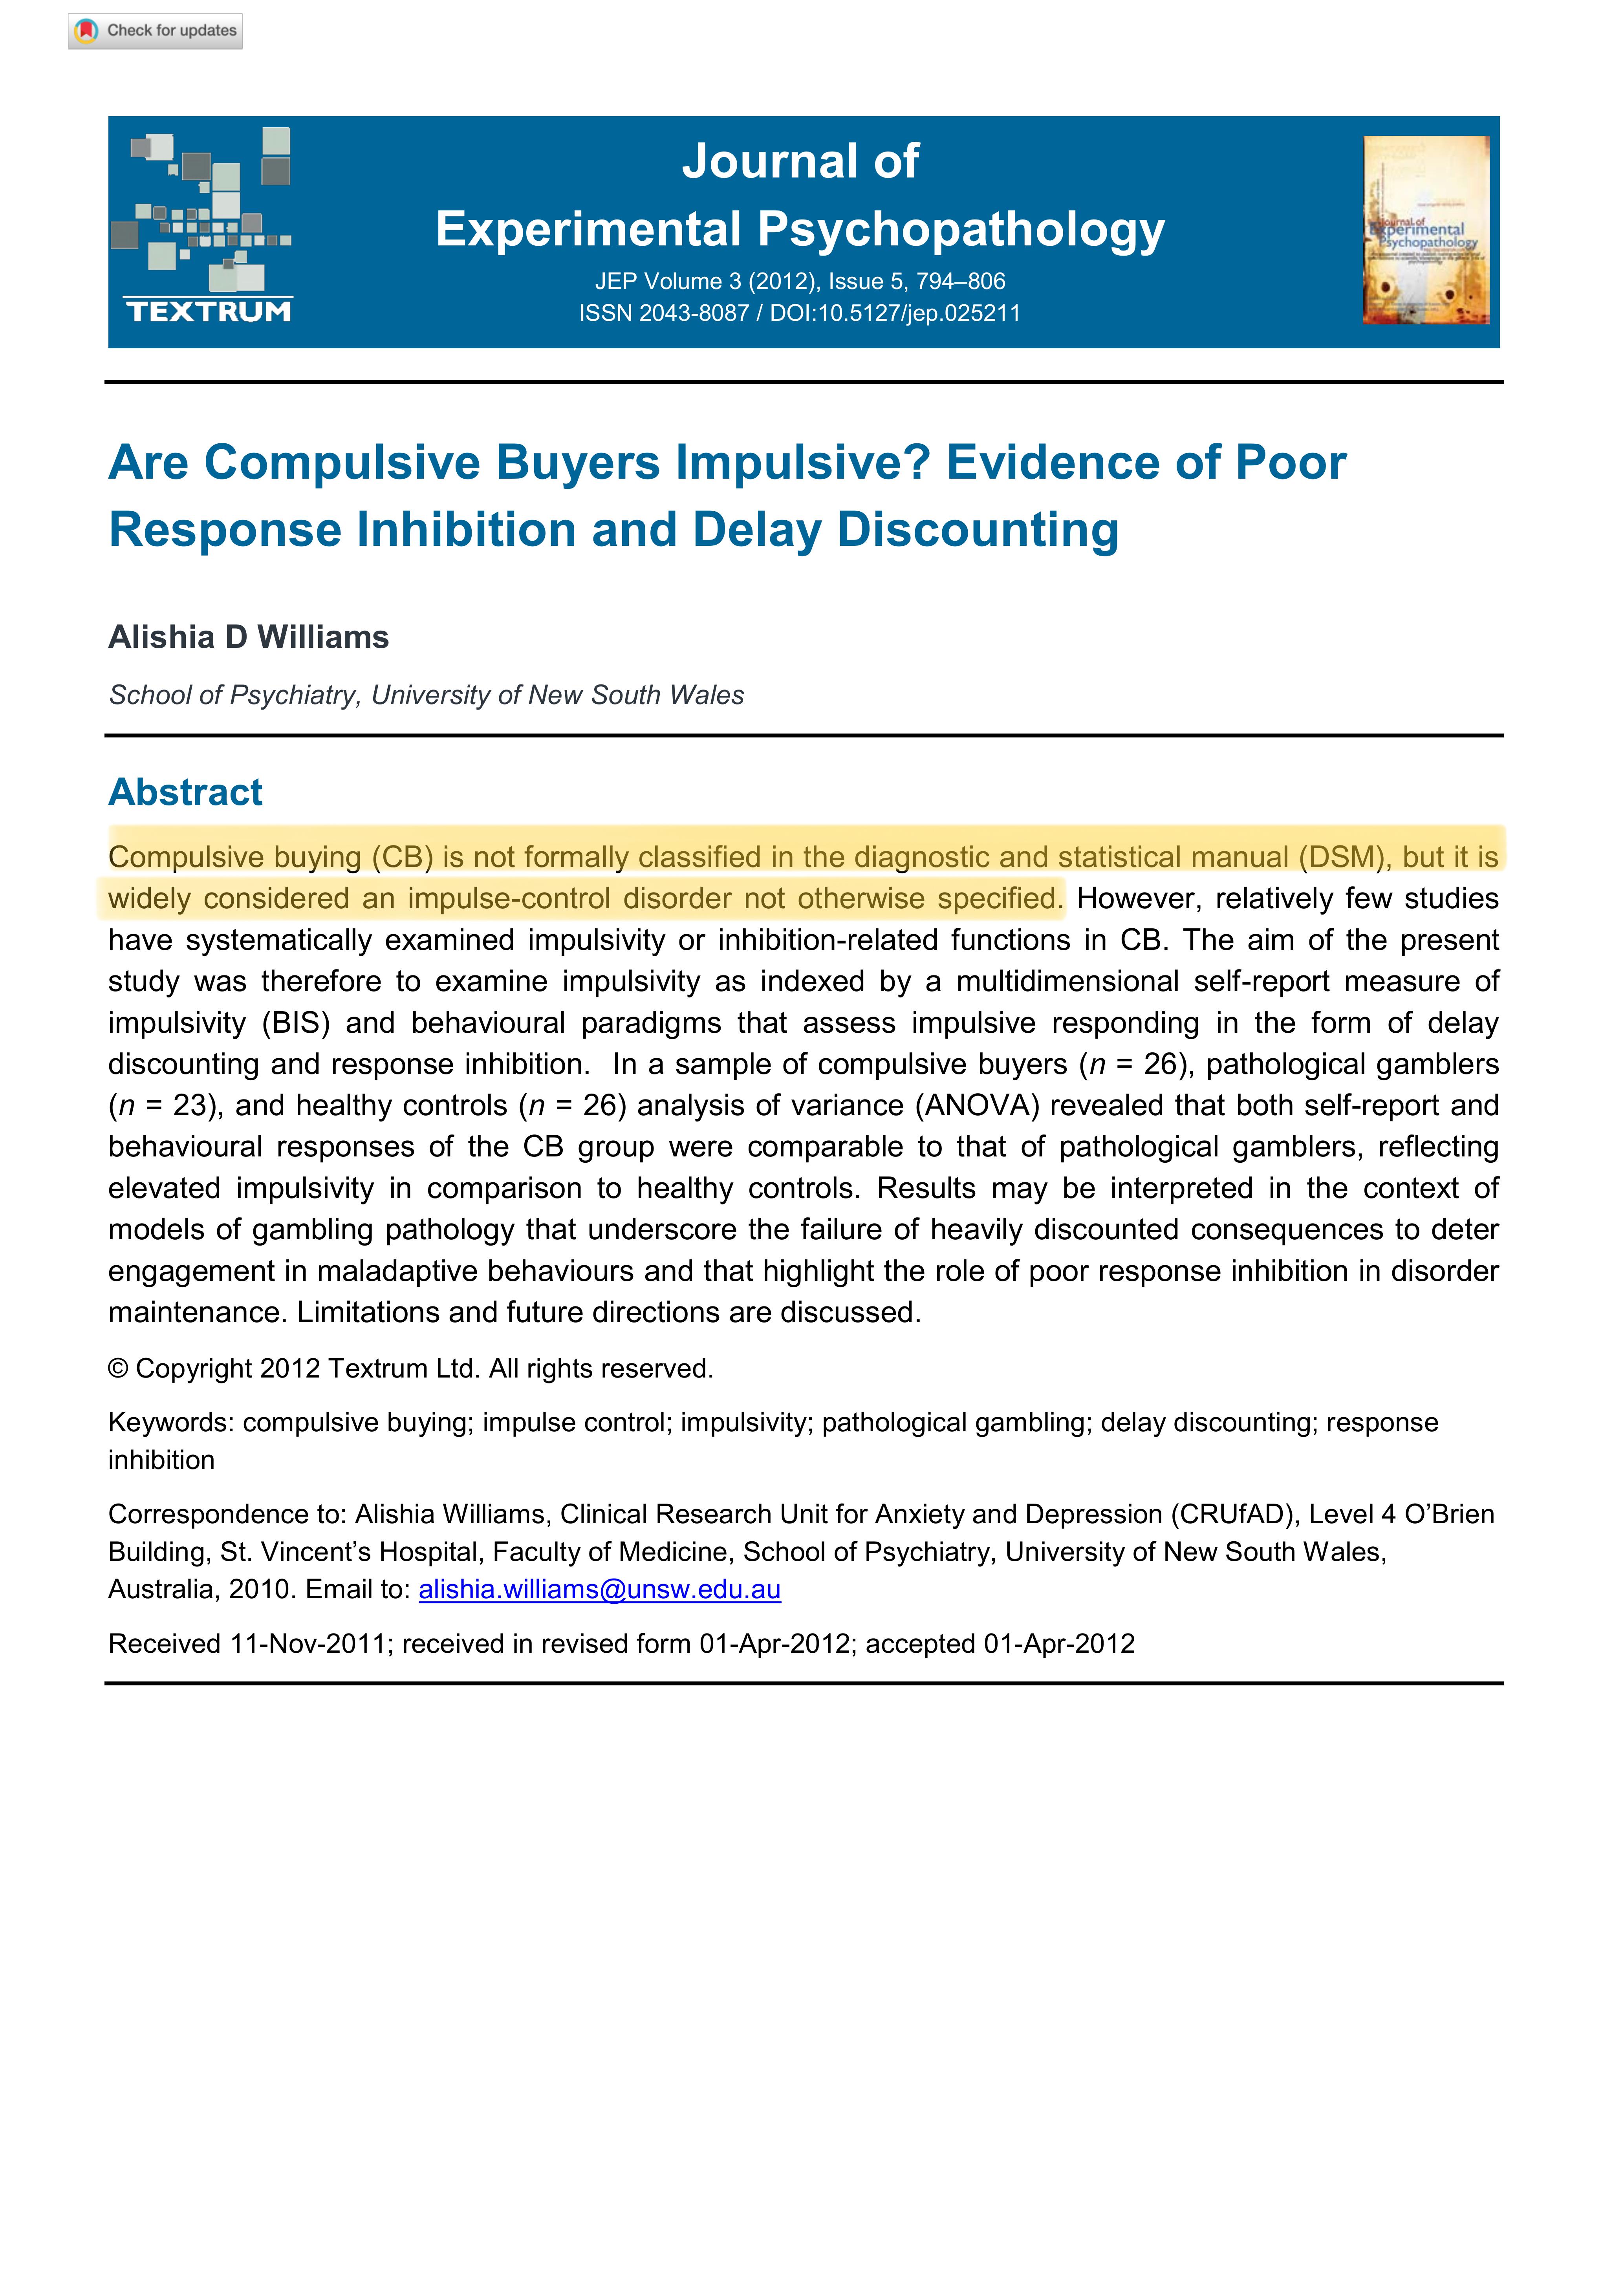 Check for updates
TEXTRUM
Journal of
Experimental Psychopathology
JEP Volume 3 (2012), Issue 5, 794–806
ISSN 2043-8087 / DOI:10.5127/jep.025211
Journal of
Experimental
Psychopathology
Are Compulsive Buyers Impulsive? Evidence of Poor
Response Inhibition and Delay Discounting
Alishia D Williams
School of Psychiatry, University of New South Wales
Abstract
Compulsive buying (CB) is not formally classified in the diagnostic and statistical manual (DSM), but it is
widely considered an impulse-control disorder not otherwise specified. However, relatively few studies
have systematically examined impulsivity or inhibition-related functions in CB. The aim of the present
study was therefore to examine impulsivity as indexed by a multidimensional self-report measure of
impulsivity (BIS) and behavioural paradigms that assess impulsive responding in the form of delay
discounting and response inhibition.  In a sample of compulsive buyers (n = 26), pathological gamblers
(n = 23), and healthy controls (n = 26) analysis of variance (ANOVA) revealed that both self-report and
behavioural responses of the CB group were comparable to that of pathological gamblers, reflecting
elevated impulsivity in comparison to healthy controls. Results may be interpreted in the context of
models of gambling pathology that underscore the failure of heavily discounted consequences to deter
engagement in maladaptive behaviours and that highlight the role of poor response inhibition in disorder
maintenance. Limitations and future directions are discussed.
© Copyright 2012 Textrum Ltd. All rights reserved.
Keywords: compulsive buying; impulse control; impulsivity; pathological gambling; delay discounting; response
inhibition
Correspondence to: Alishia Williams, Clinical Research Unit for Anxiety and Depression (CRUfAD), Level 4 O’Brien
Building, St. Vincent’s Hospital, Faculty of Medicine, School of Psychiatry, University of New South Wales,
Australia, 2010. Email to: alishia.williams@unsw.edu.au
Received 11-Nov-2011; received in revised form 01-Apr-2012; accepted 01-Apr-2012